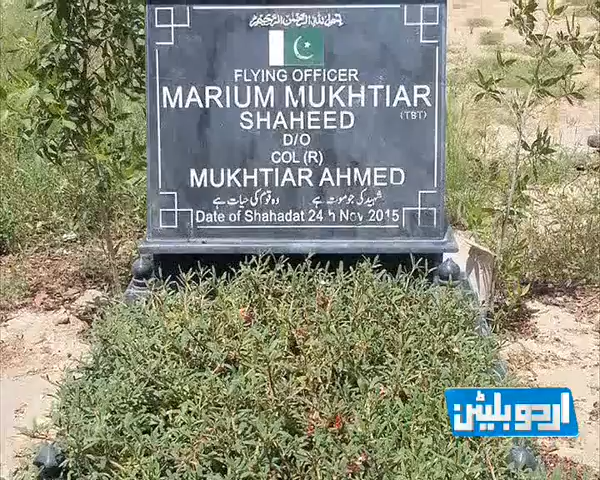 بسم اللہ الرحمن الرحیم
FLYING OFFICER
MARIUM MUKHTIAR
SHAHEED (TBT)
D/O
COL (R)
MUKHTIAR AHMED
شہید کی جو موت ہے وہ قوم کی حیات ہے
Date of Shahadat 24 h Nov 2015
اردو بلیٹن